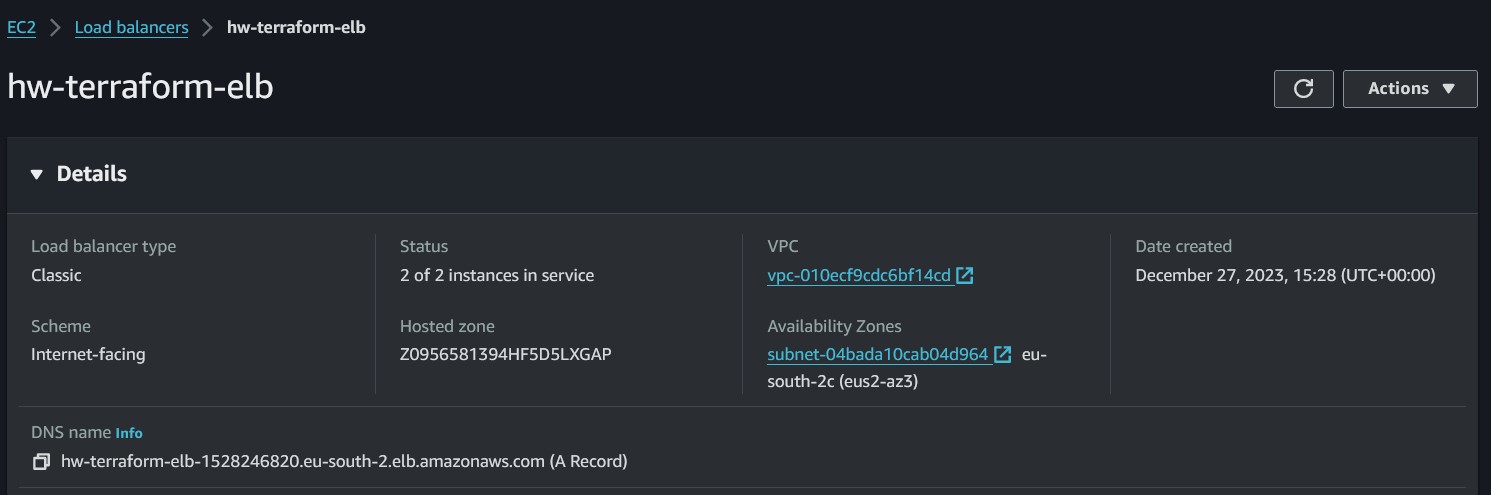 EC2 Load balancers hw-terraform-elb
hw-terraform-elb
Actions
Details
Load balancer type
Classic
Status
2 of 2 instances in service
VPC
vpc-010ecf9cdc6bf14cd
Date created
December 27, 2023, 15:28 (UTC+00:00)
Scheme
Internet-facing
Hosted zone
Z0956581394HF5D5LXGAP
Availability Zones
subnet-04bada10cab04d964 eu-
south-2c (eus2-az3)
DNS name Info
hw-terraform-elb-1528246820.eu-south-2.elb.amazonaws.com (A Record)